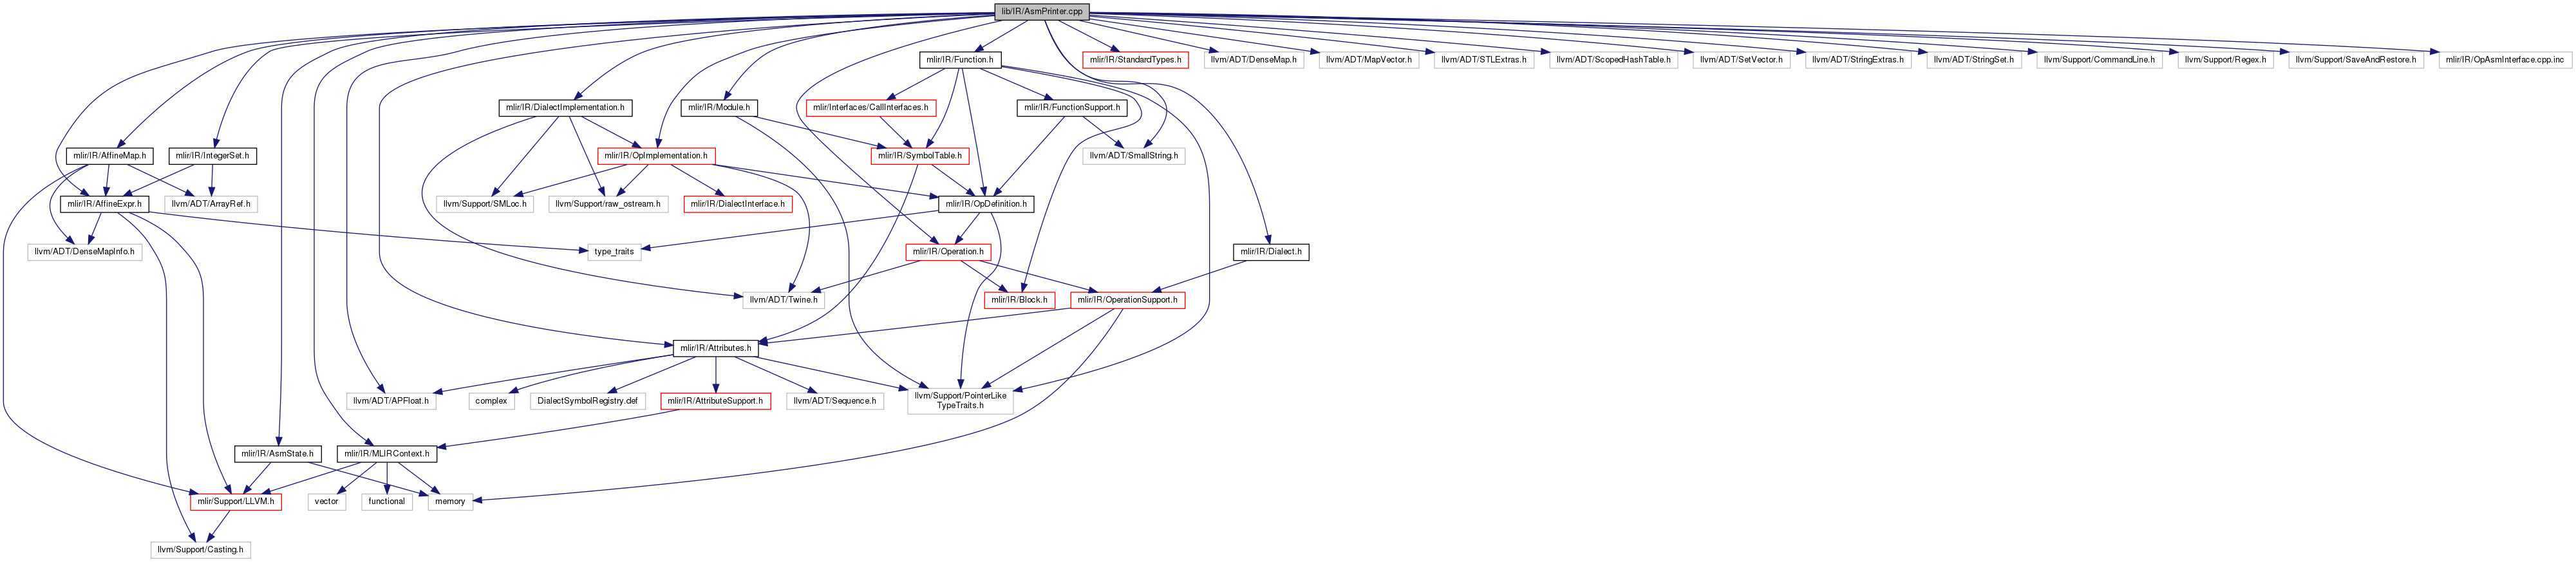 lib/IR/AsmPrinter.cpp
mlir/IR/Function.h
mlir/IR/StandardTypes.h
llvm/ADT/DenseMap.h
llvm/ADT/MapVector.h
llvm/ADT/STLExtras.h
llvm/ADT/ScopedHashTable.h
llvm/ADT/SetVector.h
llvm/ADT/StringExtras.h
llvm/ADT/StringSet.h
llvm/Support/CommandLine.h
llvm/Support/Regex.h
llvm/Support/SaveAndRestore.h
mlir/IR/OpAsmInterface.cpp.inc
mlir/IR/DialectImplementation.h
mlir/IR/Module.h
mlir/Interfaces/CallInterfaces.h
mlir/IR/FunctionSupport.h
mlir/IR/AffineMap.h
mlir/IR/IntegerSet.h
mlir/IR/OpImplementation.h
mlir/IR/SymbolTable.h
llvm/ADT/SmallString.h
mlir/IR/AffineExpr.h
llvm/ADT/ArrayRef.h
llvm/Support/SMLoc.h
llvm/Support/raw_ostream.h
mlir/IR/DialectInterface.h
mlir/IR/OpDefinition.h
llvm/ADT/DenseMapInfo.h
type_traits
mlir/IR/Operation.h
mlir/IR/Dialect.h
llvm/ADT/Twine.h
mlir/IR/Block.h
mlir/IR/OperationSupport.h
mlir/IR/Attributes.h
llvm/ADT/APFloat.h
complex
DialectSymbolRegistry.def
mlir/IR/AttributeSupport.h
llvm/ADT/Sequence.h
llvm/Support/PointerLike
TypeTraits.h
mlir/IR/AsmState.h
mlir/IR/MLIRContext.h
mlir/Support/LLVM.h
vector
functional
memory
llvm/Support/Casting.h